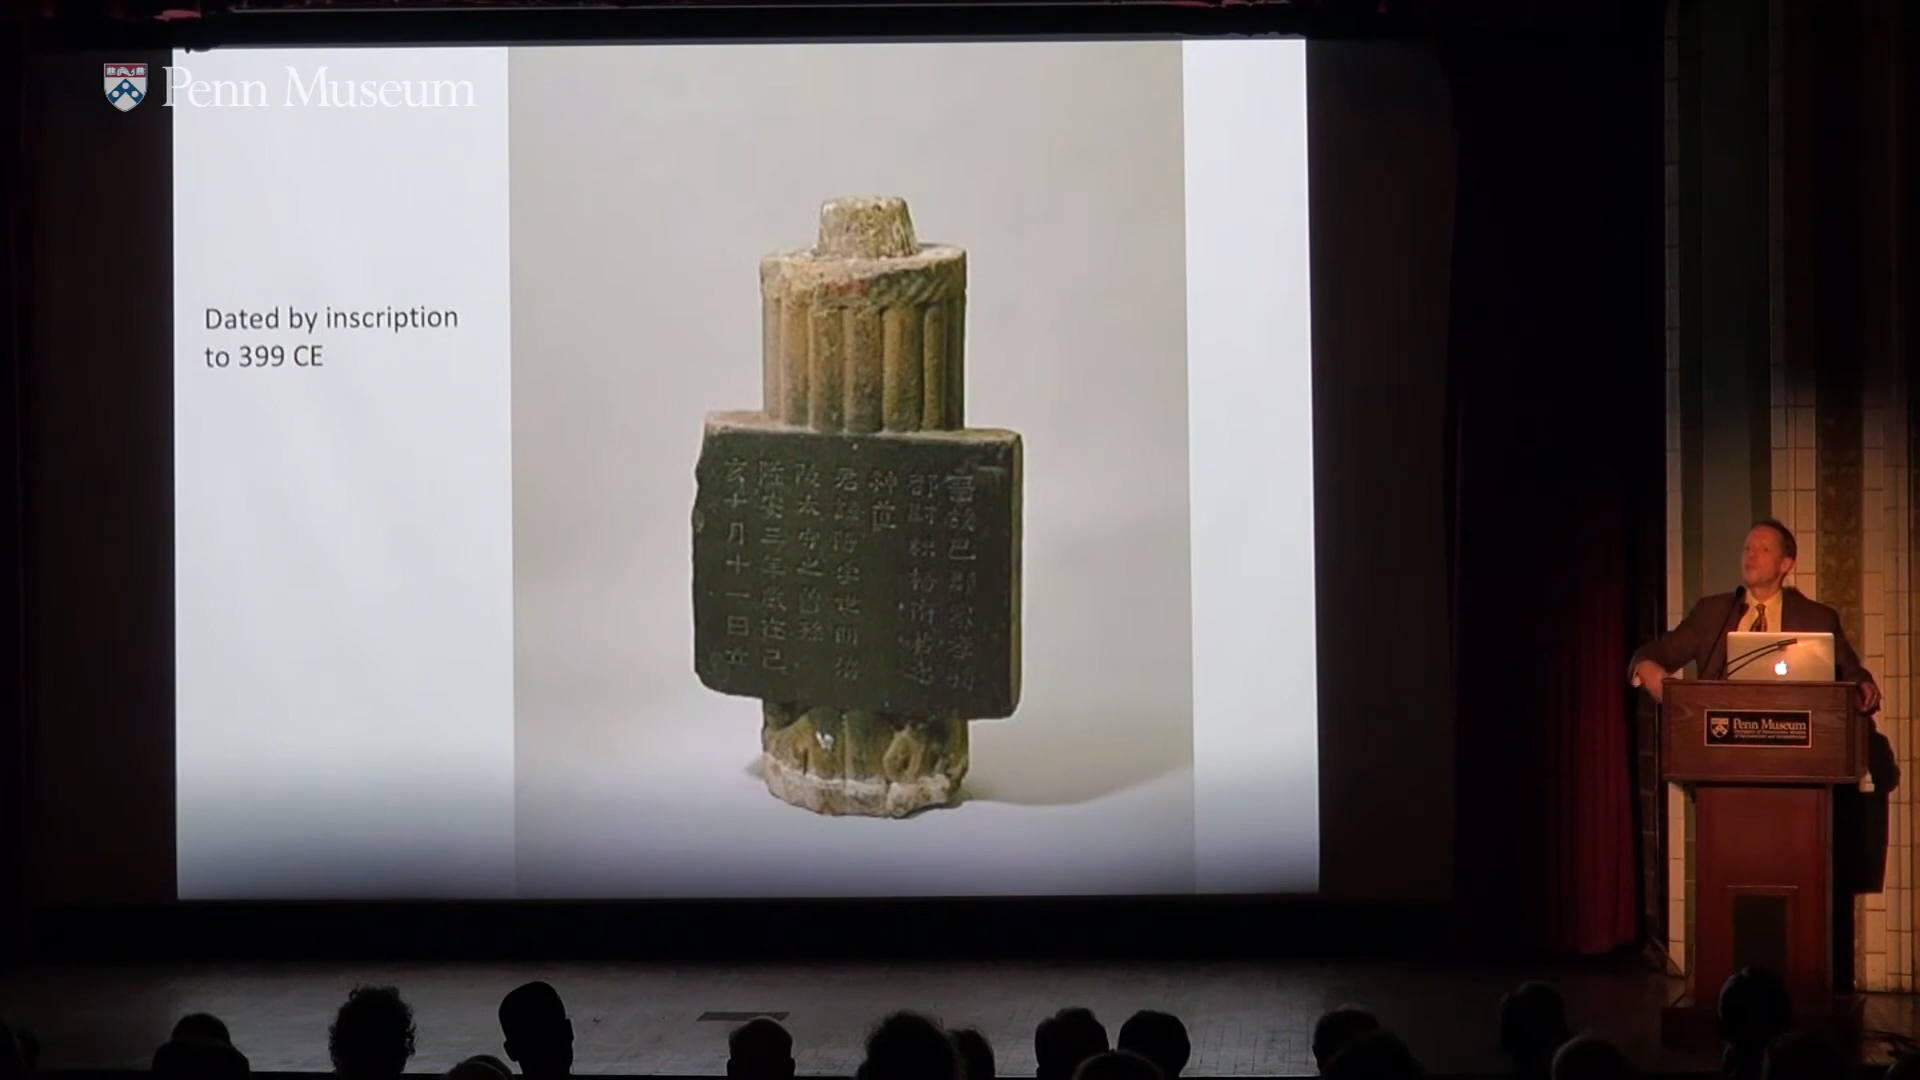 Penn Museum
Dated by inscription
to 399 CE
晉故巴郡察孝騎
都尉枳楊府君之
神道
君諱陽字世明涪
陵太守之曾孫
隆安三年歲在己
亥十月十一日立
Penn Museum